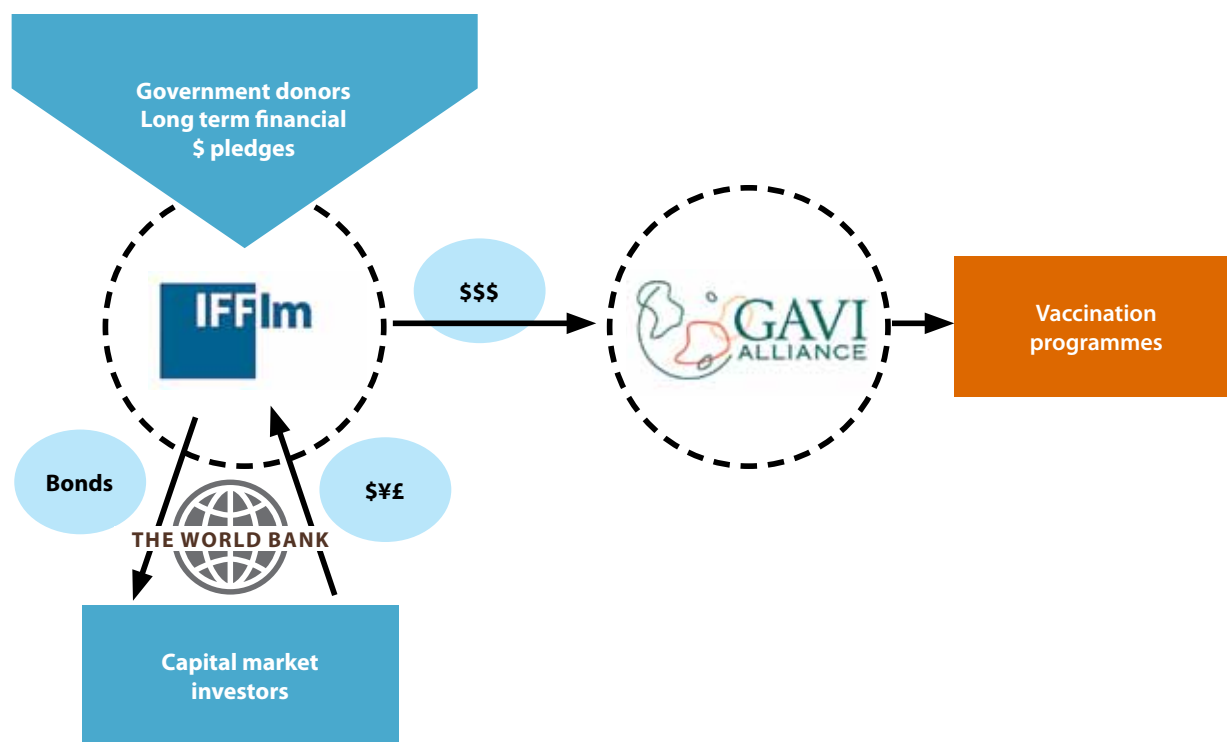 Government donors
Long term financial
$ pledges
IFFIm
$$$
GAVI
ALLIANCE
Vaccination
programmes
Bonds
$¥£
THE WORLD BANK
Capital market
investors